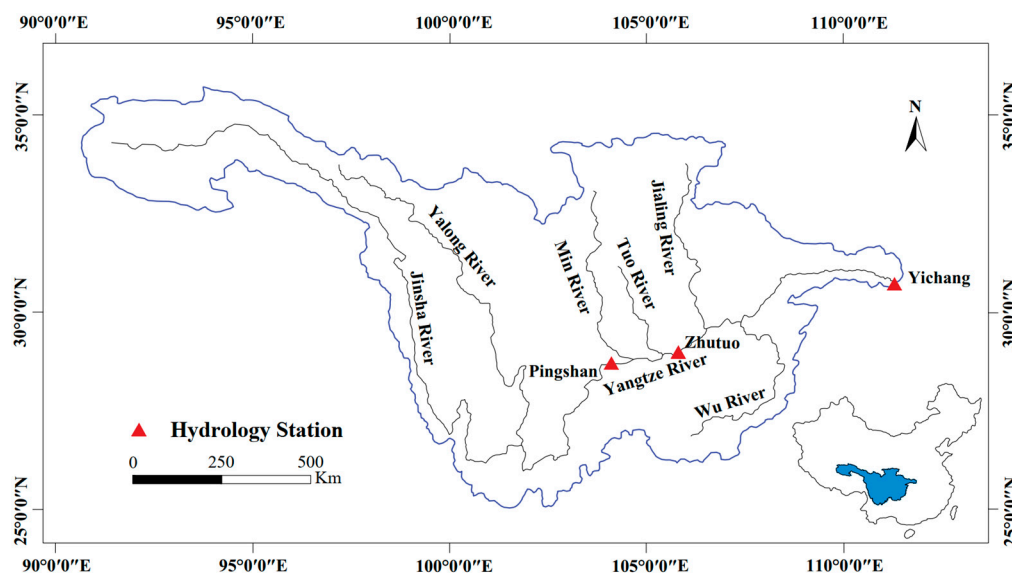 90°0′0″E 95°0′0″E 100°0′0″E 105°0′0″E 110°0′0″E
35°0′0″N
35°0′0″N
N
Jialing River
Yalong River
Min River
Tuo River
Yichang
Jinsha River
30°0′0″N
30°0′0″N
Zhutuo
Pingshan
Yangtze River
Wu River
Hydrology Station
0 250 500
Km
25°0′0″N
25°0′0″N
90°0′0″E 95°0′0″E 100°0′0″E 105°0′0″E 110°0′0″E